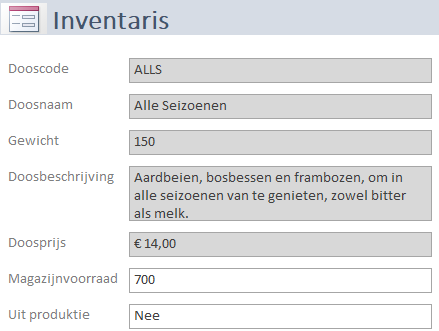 Inventaris
Dooscode ALLS
Doosnaam Alle Seizoenen
Gewicht 150
Doosbeschrijving Aardbeien, bosbessen en frambozen, om in
alle seizoenen van te genieten, zowel bitter
als melk.
Doosprijs € 14,00
Magazijnvoorraad 700
Uit produktie Nee